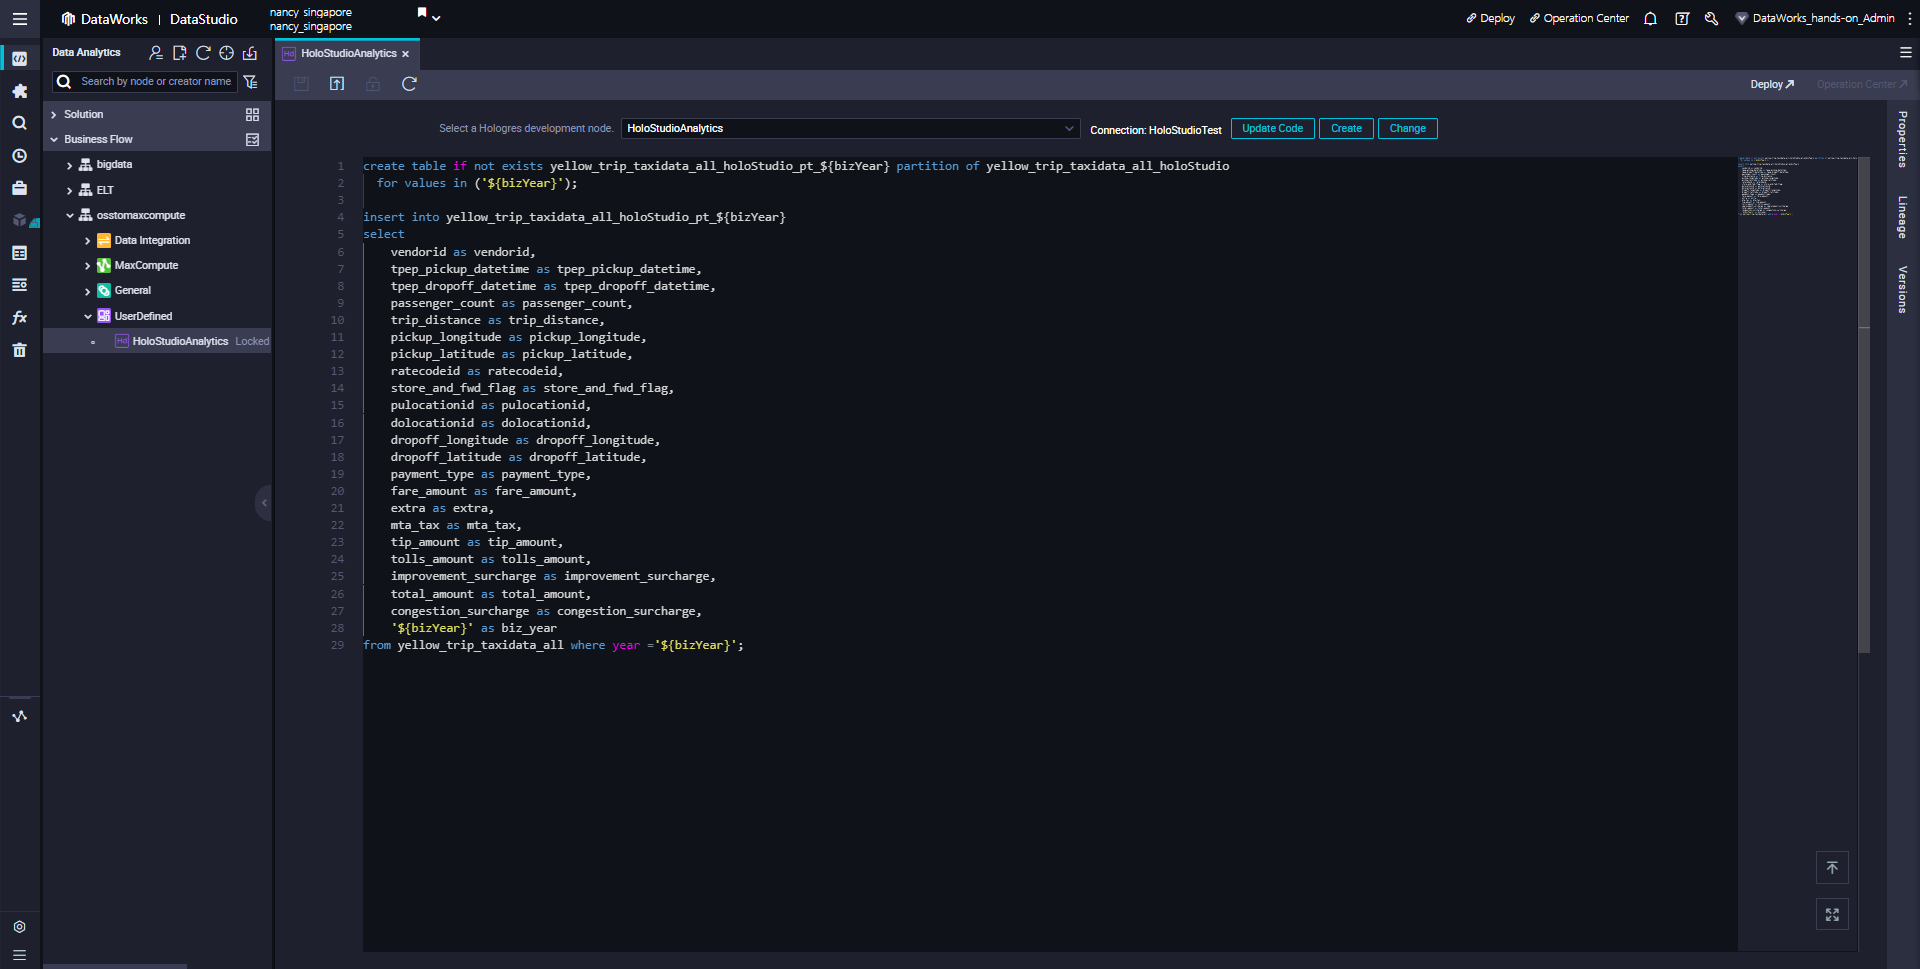 DataWorks | DataStudio
nancy_singapore
nancy_singapore
Deploy
Operation Center
DataWorks_hands-on_Admin
Data Analytics
HoloStudioAnalytics
Search by node or creator name
Deploy
Operation Center
Solution
Business Flow
bigdata
ELT
osstomaxcompute
Data Integration
MaxCompute
General
UserDefined
HoloStudioAnalytics Locked
Select a Hologres development node.
HoloStudioAnalytics
Connection: HoloStudioTest
Update Code
Create
Change
1 create table if not exists yellow_trip_taxidata_all_holoStudio_pt_${bizYear} partition of yellow_trip_taxidata_all_holoStudio
2 for values in ('${bizYear}');
3
4 insert into yellow_trip_taxidata_all_holoStudio_pt_${bizYear}
5 select
6 vendorid as vendorid,
7 tpep_pickup_datetime as tpep_pickup_datetime,
8 tpep_dropoff_datetime as tpep_dropoff_datetime,
9 passenger_count as passenger_count,
10 trip_distance as trip_distance,
11 pickup_longitude as pickup_longitude,
12 pickup_latitude as pickup_latitude,
13 ratecodeid as ratecodeid,
14 store_and_fwd_flag as store_and_fwd_flag,
15 pulocationid as pulocationid,
16 dolocationid as dolocationid,
17 dropoff_longitude as dropoff_longitude,
18 dropoff_latitude as dropoff_latitude,
19 payment_type as payment_type,
20 fare_amount as fare_amount,
21 extra as extra,
22 mta_tax as mta_tax,
23 tip_amount as tip_amount,
24 tolls_amount as tolls_amount,
25 improvement_surcharge as improvement_surcharge,
26 total_amount as total_amount,
27 congestion_surcharge as congestion_surcharge,
28 '${bizYear}' as biz_year
29 from yellow_trip_taxidata_all where year ='${bizYear}';
Properties
Lineage
Versions